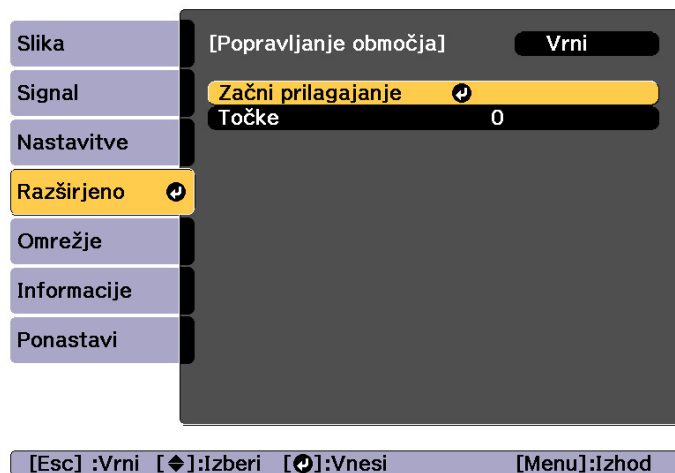 Slika
Signal
Nastavitve
Razširjeno
Omrežje
Informacije
Ponastavi
[Popravljanje območja] Vrni
Začni prilagajanje
Točke 0
[Esc] :Vrni [◆]:Izberi [↵]:Vnesi [Menu]:Izhod